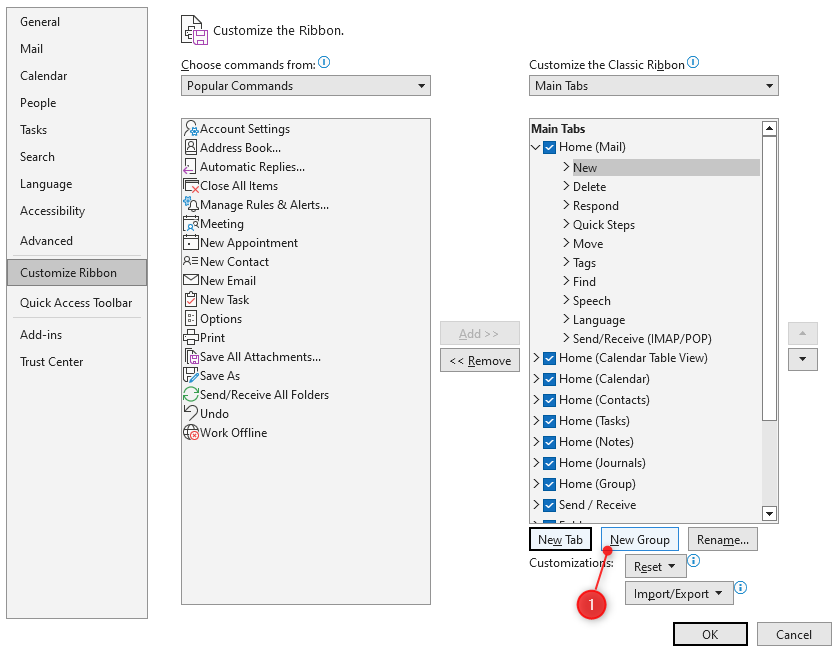 General
Mail
Calendar
People
Tasks
Search
Language
Accessibility
Advanced
Customize Ribbon
Quick Access Toolbar
Add-ins
Trust Center
Customize the Ribbon.
Choose commands from:
Popular Commands
Account Settings
Address Book...
Automatic Replies...
Close All Items
Manage Rules & Alerts...
Meeting
New Appointment
New Contact
New Email
New Task
Options
Print
Save All Attachments...
Save As
Send/Receive All Folders
Undo
Work Offline
Add >>
<< Remove
Customize the Classic Ribbon
Main Tabs
Main Tabs
Home (Mail)
New
Delete
Respond
Quick Steps
Move
Tags
Find
Speech
Language
Send/Receive (IMAP/POP)
Home (Calendar Table View)
Home (Calendar)
Home (Contacts)
Home (Tasks)
Home (Notes)
Home (Journals)
Home (Group)
Send / Receive
New Tab
New Group
Rename...
Customizations:
Reset
Import/Export
1
OK
Cancel